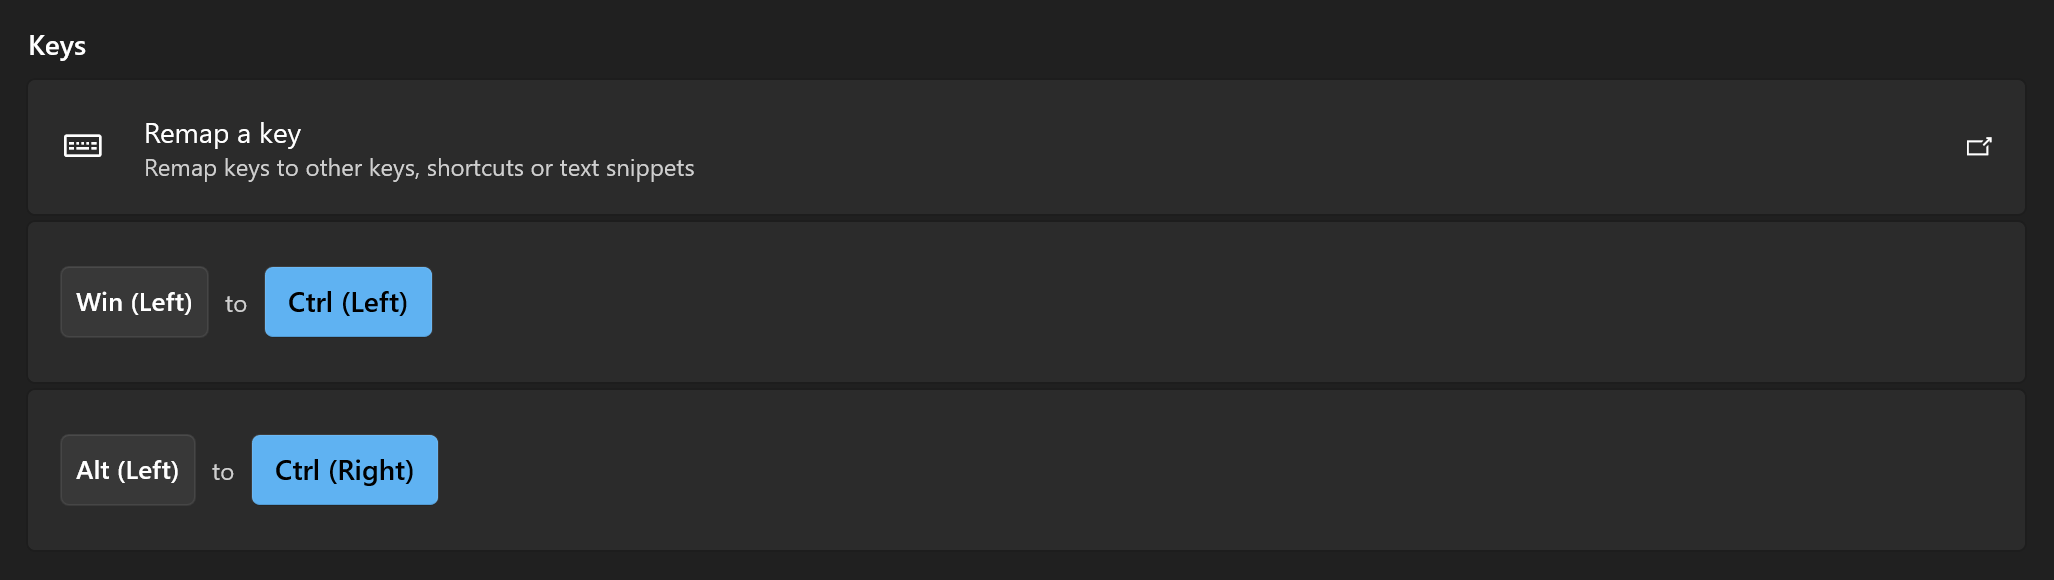 Keys
Remap a key
Remap keys to other keys, shortcuts or text snippets
Win (Left) to Ctrl (Left)
Alt (Left) to Ctrl (Right)